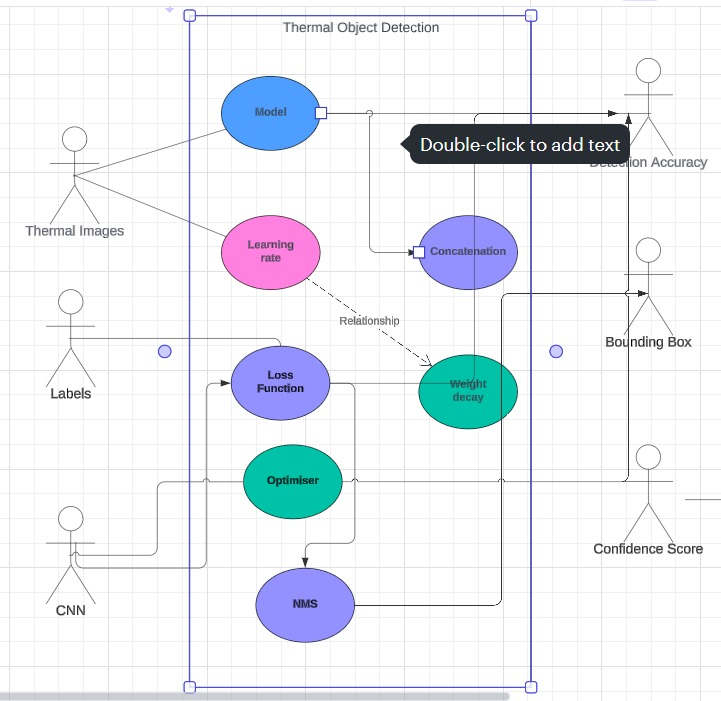 Thermal Object Detection
Model
Double-click to add text
Detection Accuracy
Thermal Images
Learning
rate
Concatenation
Relationship
Bounding Box
Labels
Loss
Function
Weight
decay
Optimiser
Confidence Score
CNN
NMS